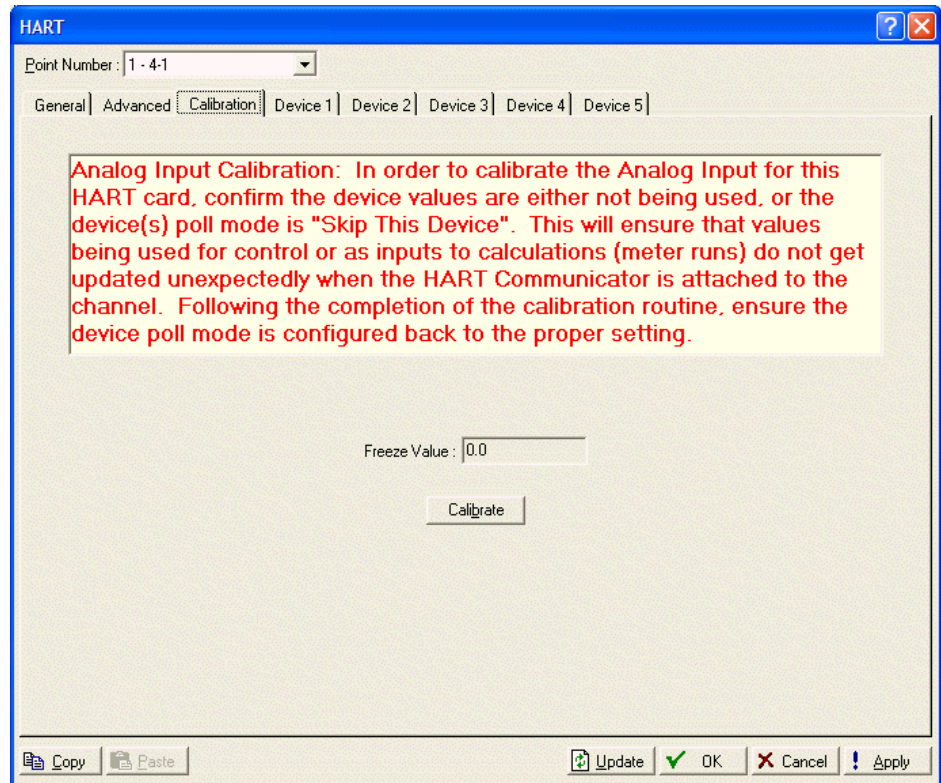 HART
Point Number : 1 - 4-1
General Advanced Calibration Device 1 Device 2 Device 3 Device 4 Device 5
Analog Input Calibration: In order to calibrate the Analog Input for this
HART card, confirm the device values are either not being used, or the
device(s) poll mode is "Skip This Device". This will ensure that values
being used for control or as inputs to calculations (meter runs) do not get
updated unexpectedly when the HART Communicator is attached to the
channel. Following the completion of the calibration routine, ensure the
device poll mode is configured back to the proper setting.
Freeze Value : 0.0
Calibrate
Copy Paste Update OK Cancel Apply